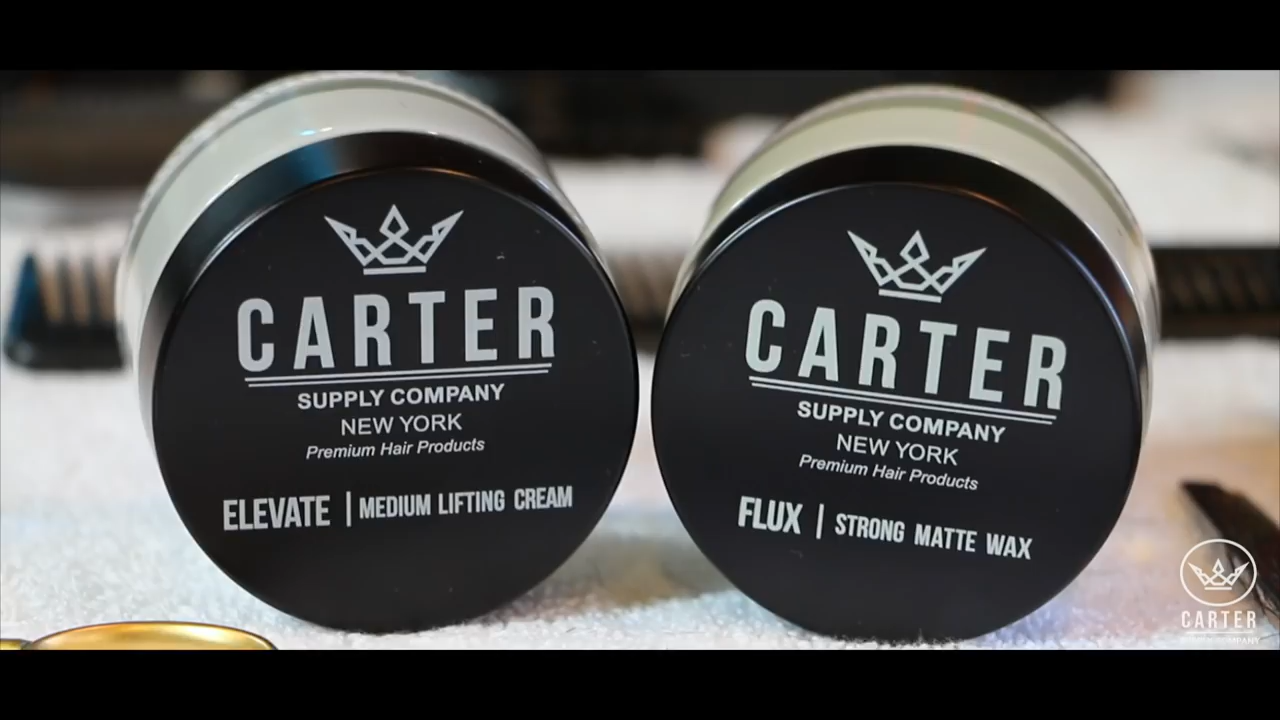 CARTER
SUPPLY COMPANY
NEW YORK
Premium Hair Products
ELEVATE | MEDIUM LIFTING CREAM
CARTER
SUPPLY COMPANY
NEW YORK
Premium Hair Products
FLUX | STRONG MATTE WAX
CARTER